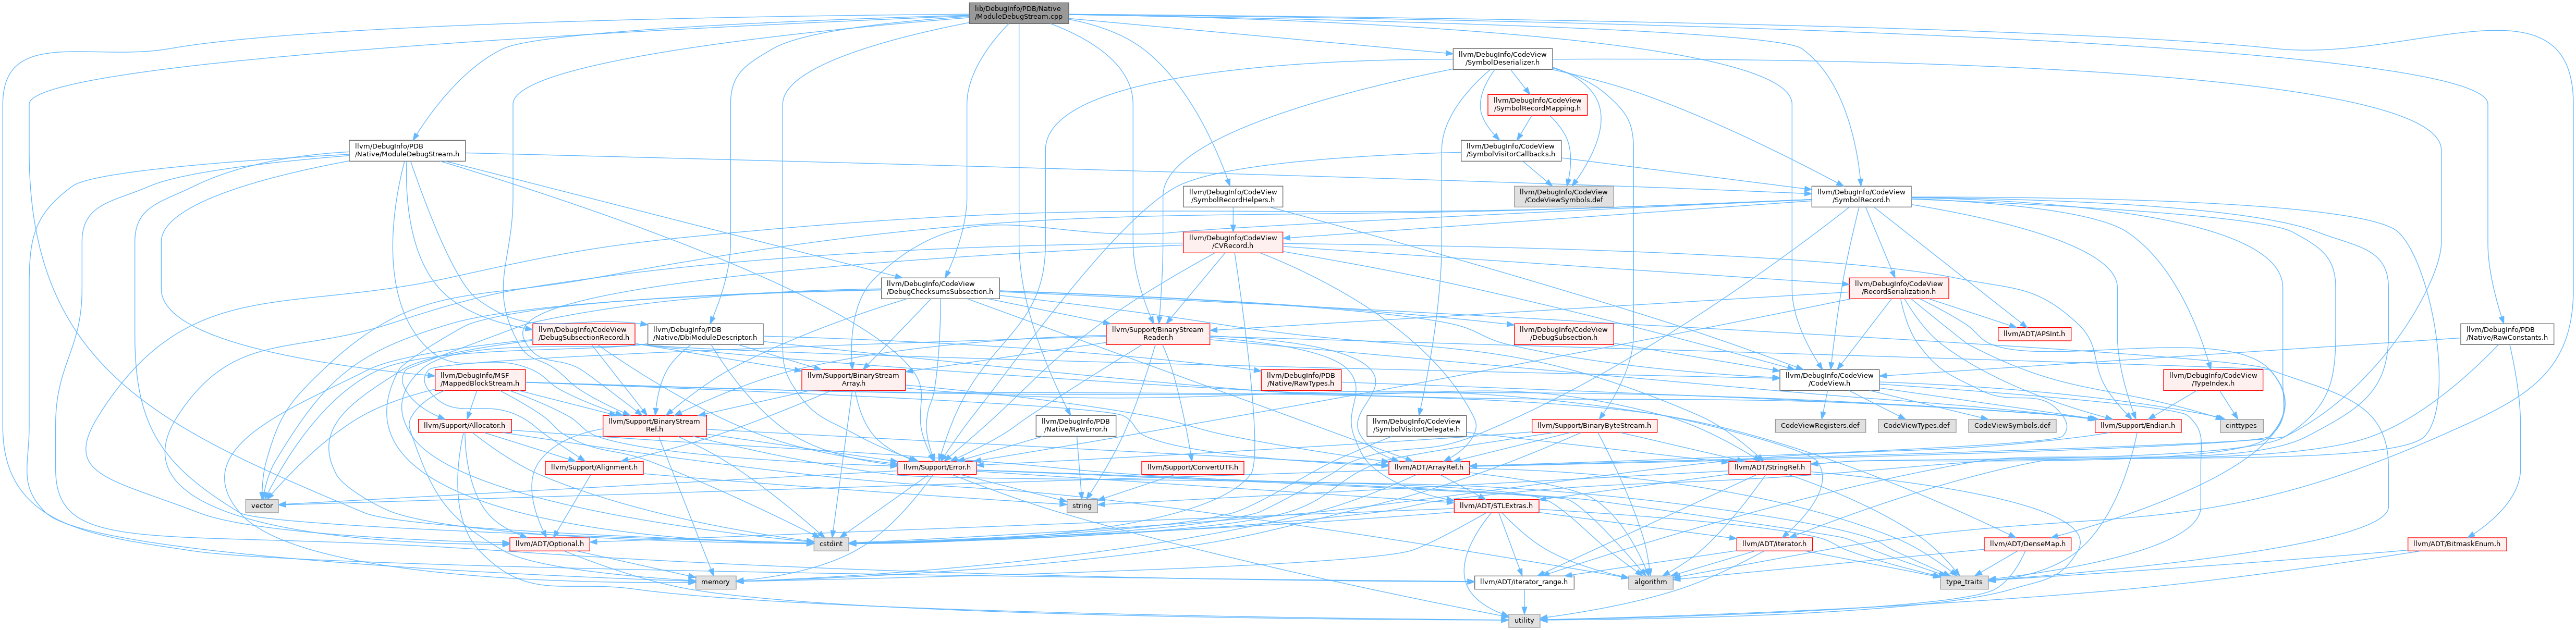 lib/DebugInfo/PDB/Native
/ModuleDebugStream.cpp
llvm/DebugInfo/CodeView
/SymbolDeserializer.h
llvm/DebugInfo/CodeView
/SymbolRecordMapping.h
llvm/DebugInfo/PDB
/Native/ModuleDebugStream.h
llvm/DebugInfo/CodeView
/SymbolVisitorCallbacks.h
llvm/DebugInfo/CodeView
/SymbolRecordHelpers.h
llvm/DebugInfo/CodeView
/CodeViewSymbols.def
llvm/DebugInfo/CodeView
/SymbolRecord.h
llvm/DebugInfo/CodeView
/CVRecord.h
llvm/DebugInfo/CodeView
/DebugChecksumsSubsection.h
llvm/DebugInfo/CodeView
/RecordSerialization.h
llvm/DebugInfo/CodeView
/DebugSubsectionRecord.h
llvm/DebugInfo/PDB
/Native/DbiModuleDescriptor.h
llvm/Support/BinaryStream
Reader.h
llvm/DebugInfo/CodeView
/DebugSubsection.h
llvm/ADT/APSInt.h
llvm/DebugInfo/PDB
/Native/RawConstants.h
llvm/DebugInfo/MSF
/MappedBlockStream.h
llvm/Support/BinaryStream
Array.h
llvm/DebugInfo/PDB
/Native/RawTypes.h
llvm/DebugInfo/CodeView
/CodeView.h
llvm/DebugInfo/CodeView
/TypeIndex.h
llvm/Support/Allocator.h
llvm/Support/BinaryStream
Ref.h
llvm/DebugInfo/PDB
/Native/RawError.h
llvm/DebugInfo/CodeView
/SymbolVisitorDelegate.h
llvm/Support/BinaryByteStream.h
CodeViewRegisters.def
CodeViewTypes.def
CodeViewSymbols.def
llvm/Support/Endian.h
cinttypes
llvm/Support/Alignment.h
llvm/Support/Error.h
llvm/Support/ConvertUTF.h
llvm/ADT/ArrayRef.h
llvm/ADT/StringRef.h
vector
string
llvm/ADT/STLExtras.h
llvm/ADT/Optional.h
cstdint
llvm/ADT/iterator.h
llvm/ADT/DenseMap.h
llvm/ADT/BitmaskEnum.h
memory
llvm/ADT/iterator_range.h
algorithm
type_traits
utility